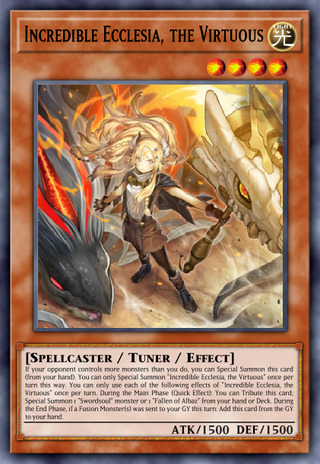 Incredible Ecclesia, the Virtuous
LIGHT
光
[Spellcaster / Tuner / Effect]
If your opponent controls more monsters than you do, you can Special Summon this card
(from your hand). You can only Special Summon "Incredible Ecclesia, the Virtuous" once per
turn this way. You can only use each of the following effects of "Incredible Ecclesia, the
Virtuous" once per turn. During the Main Phase (Quick Effect): You can Tribute this card;
Special Summon 1 "Swordsoul" monster or 1 "Fallen of Albaz" from your hand or Deck. During
the End Phase, if a Fusion Monster(s) was sent to your GY this turn: Add this card from the GY
to your hand.
ATK/1500 DEF/1500